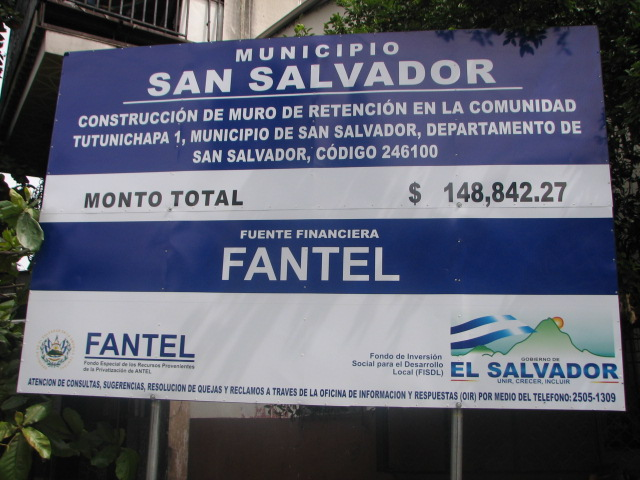 MUNICIPIO
SAN SALVADOR
CONSTRUCCIÓN DE MURO DE RETENCIÓN EN LA COMUNIDAD
TUTUNICHAPA 1, MUNICIPIO DE SAN SALVADOR, DEPARTAMENTO DE
SAN SALVADOR, CÓDIGO 246100
MONTO TOTAL $ 148,842.27
FUENTE FINANCIERA
FANTEL
FANTEL
Fondo Especial de los Recursos Provenientes
de la Privatización de ANTEL
Fondo de Inversión
Social para el Desarrollo
Local (FISDL)
GOBIERNO DE
EL SALVADOR
UNIR, CRECER, INCLUIR
ATENCION DE CONSULTAS, SUGERENCIAS, RESOLUCION DE QUEJAS Y RECLAMOS A TRAVES DE LA OFICINA DE INFORMACION Y RESPUESTAS (OIR) POR MEDIO DEL TELEFONO: 2505-1309